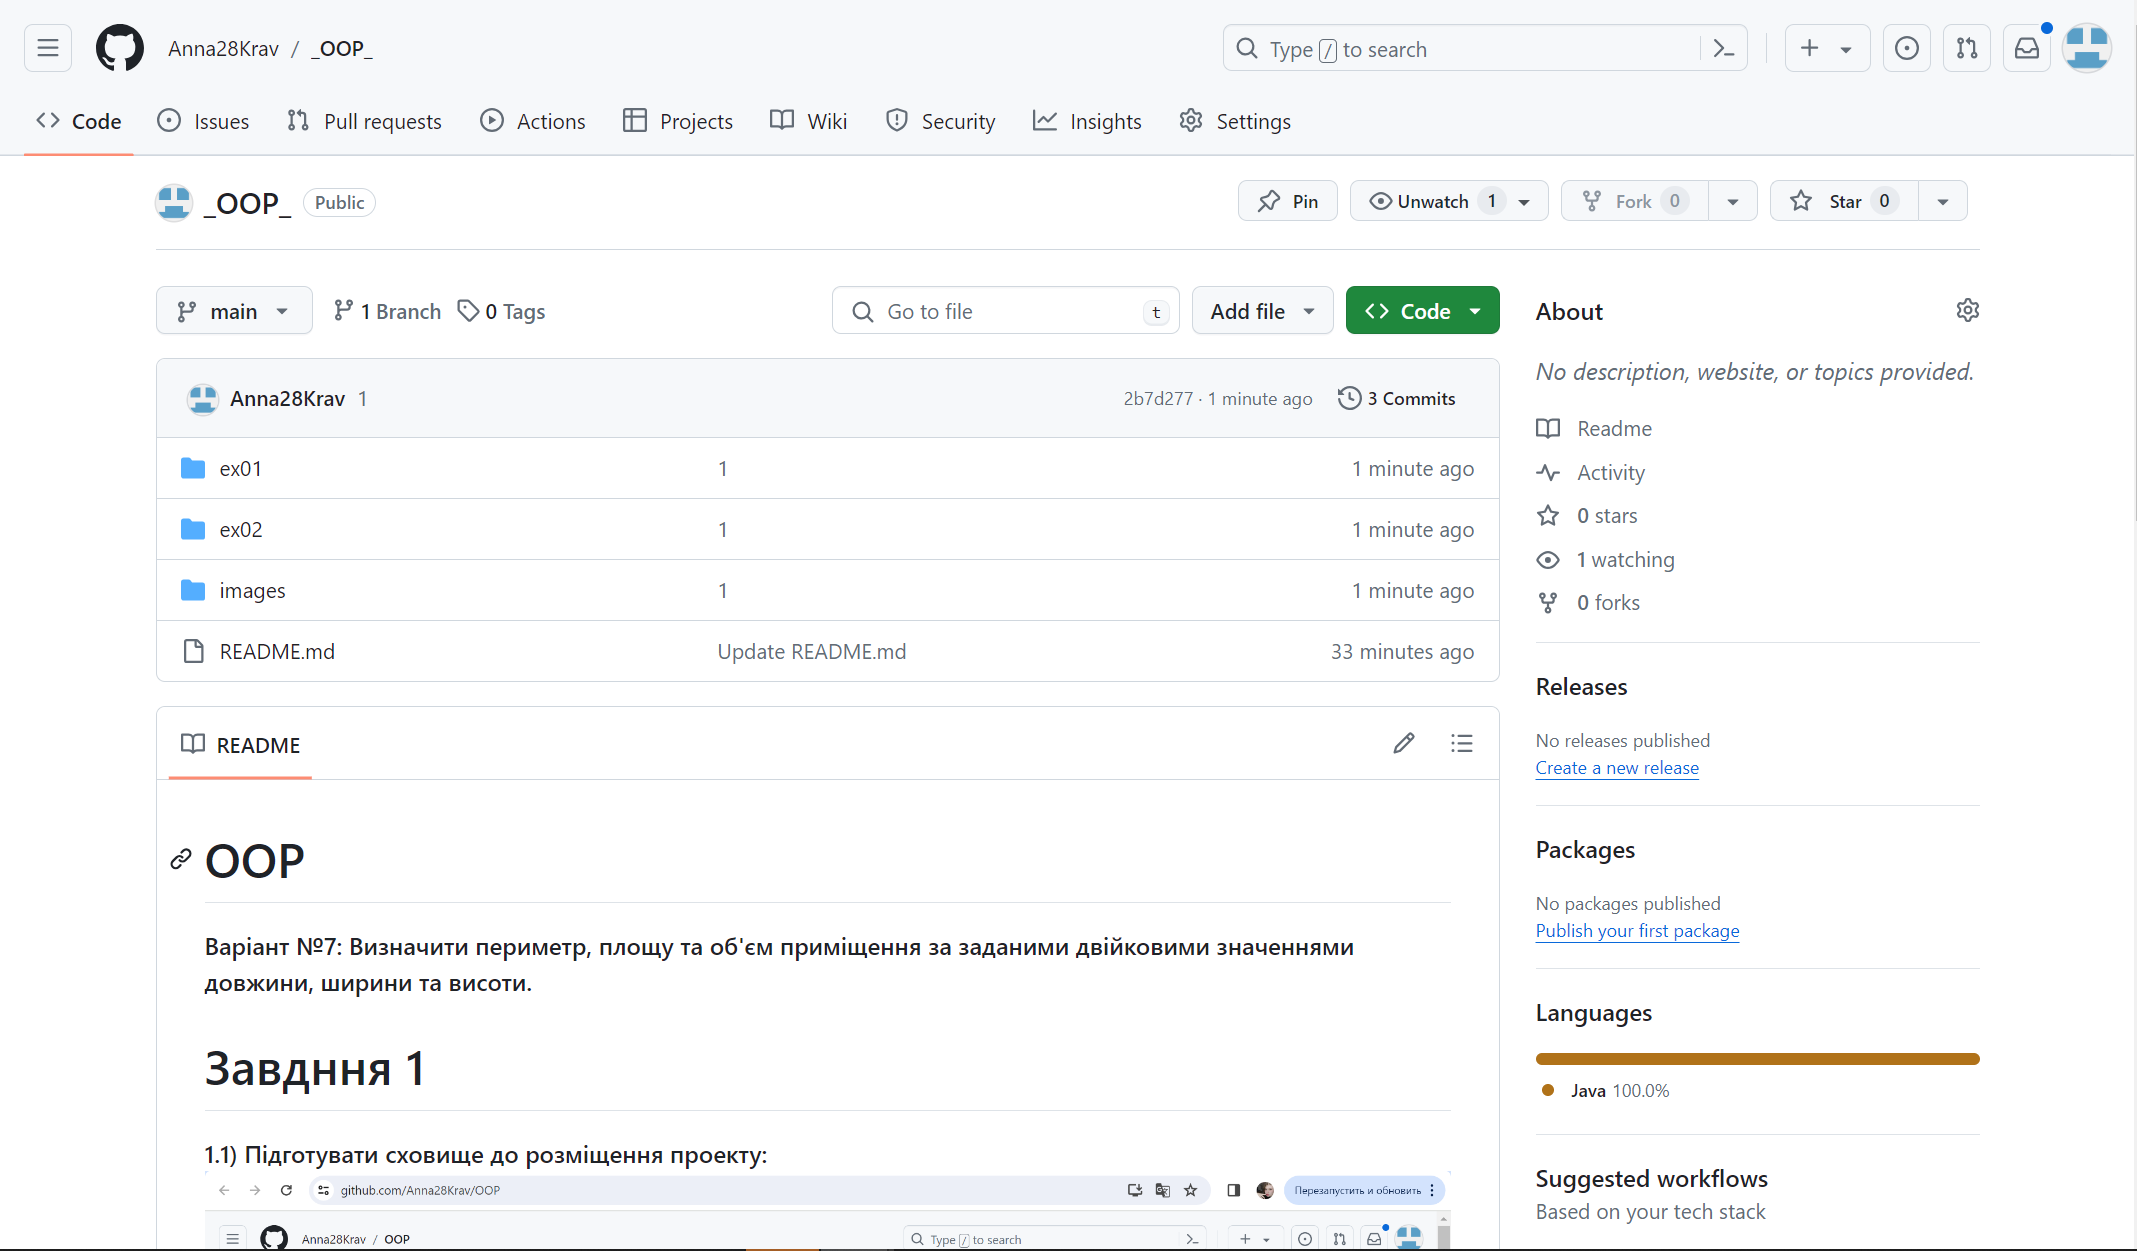 Anna28Krav / _OOP_
Type / to search
Code Issues Pull requests Actions Projects Wiki Security Insights Settings
_OOP_ Public
Pin Unwatch 1 Fork 0 Star 0
main 1 Branch 0 Tags
Go to file t Add file Code
Anna28Krav 1 2b7d277 · 1 minute ago 3 Commits
ex01 1 1 minute ago
ex02 1 1 minute ago
images 1 1 minute ago
README.md Update README.md 33 minutes ago
README
OOP
Варіант №7: Визначити периметр, площу та об'єм приміщення за заданими двійковими значеннями
довжини, ширини та висоти.
Завдння 1
1.1) Підготувати сховище до розміщення проекту:
github.com/Anna28Krav/OOP Перезапустить и обновить
Anna28Krav / OOP Type / to search
About
No description, website, or topics provided.
Readme
Activity
0 stars
1 watching
0 forks
Releases
No releases published
Create a new release
Packages
No packages published
Publish your first package
Languages
Java 100.0%
Suggested workflows
Based on your tech stack